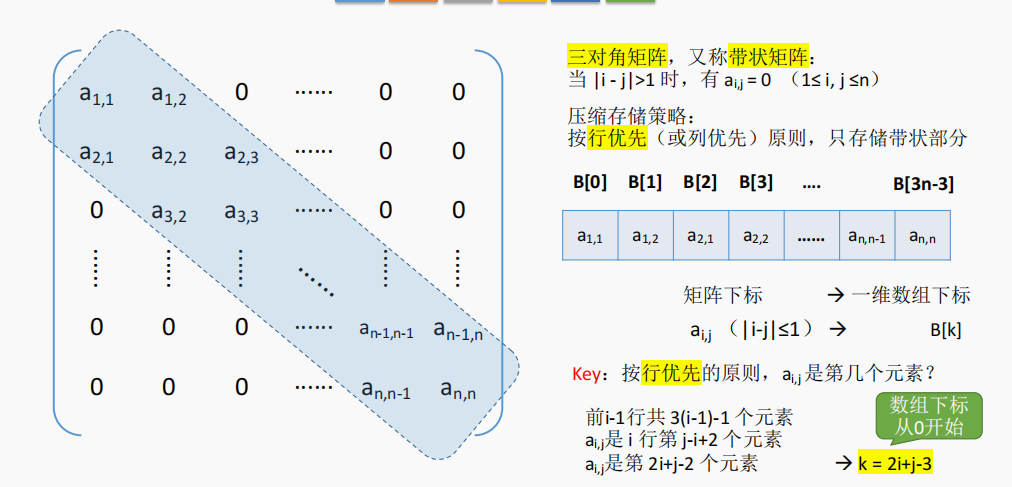 a1,1 a1,2 0 …… 0 0
a2,1 a2,2 a2,3 …… 0 0
0 a3,2 a3,3 …… 0 0
0 0 0 …… an-1,n-1 an-1,n
0 0 0 …… an,n-1 an,n
三对角矩阵，又称带状矩阵：
当 |i - j|>1 时，有 ai,j = 0 （1≤ i, j ≤n）
压缩存储策略：
按行优先（或列优先）原则，只存储带状部分
B[0] B[1] B[2] B[3] .... B[3n-3]
a1,1 a1,2 a2,1 a2,2 …… an,n-1 an,n
矩阵下标 → 一维数组下标
ai,j （|i-j|≤1）→ B[k]
Key：按行优先的原则，ai,j 是第几个元素？
数组下标
从0开始
前i-1行共 3(i-1)-1 个元素
ai,j是 i 行第 j-i+2 个元素
ai,j是第 2i+j-2 个元素 → k = 2i+j-3